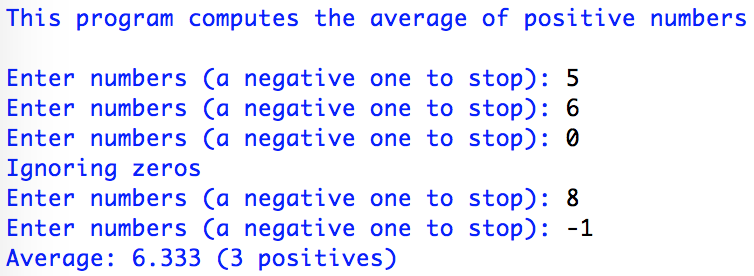 This program computes the average of positive numbers
Enter numbers (a negative one to stop): 5
Enter numbers (a negative one to stop): 6
Enter numbers (a negative one to stop): 0
Ignoring zeros
Enter numbers (a negative one to stop): 8
Enter numbers (a negative one to stop): -1
Average: 6.333 (3 positives)